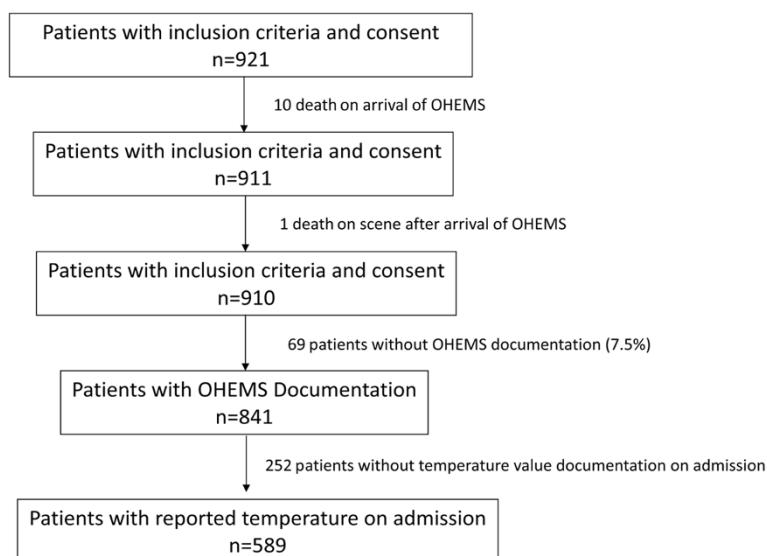 Patients with inclusion criteria and consent
n=921
10 death on arrival of OHEMS
Patients with inclusion criteria and consent
n=911
1 death on scene after arrival of OHEMS
Patients with inclusion criteria and consent
n=910
69 patients without OHEMS documentation (7.5%)
Patients with OHEMS Documentation
n=841
252 patients without temperature value documentation on admission
Patients with reported temperature on admission
n=589